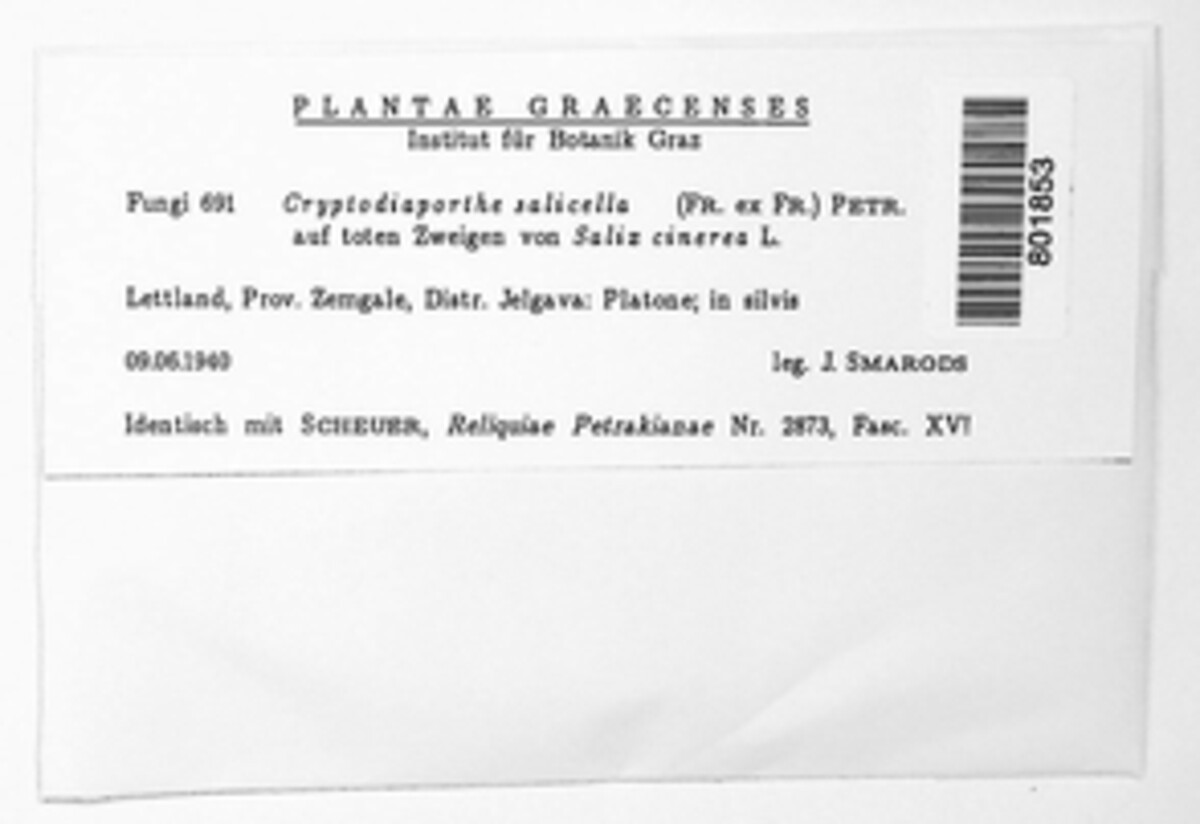 PLANTAE GRAECENSES
Institut für Botanik Graz
Fungi 691 Cryptodiaporthe salicella (FR. ex FR.) PETR.
auf toten Zweigen von Salix cinerea L.
Lettland, Prov. Zemgale, Distr. Jelgava: Platone; in silvis
09.06.1940 leg. J. SMARODS
Identisch mit SCHEUER, Reliquiae Petrakianae Nr. 2873, Fasc.
801853